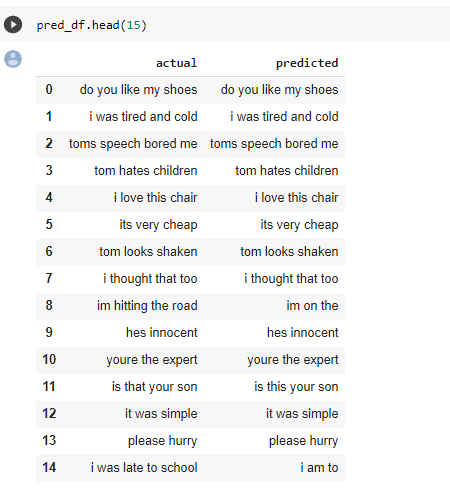 pred_df.head(15)
actual predicted
0 do you like my shoes do you like my shoes
1 i was tired and cold i was tired and cold
2 toms speech bored me toms speech bored me
3 tom hates children tom hates children
4 i love this chair i love this chair
5 its very cheap its very cheap
6 tom looks shaken tom looks shaken
7 i thought that too i thought that too
8 im hitting the road im on the
9 hes innocent hes innocent
10 youre the expert youre the expert
11 is that your son is this your son
12 it was simple it was simple
13 please hurry please hurry
14 i was late to school i am to